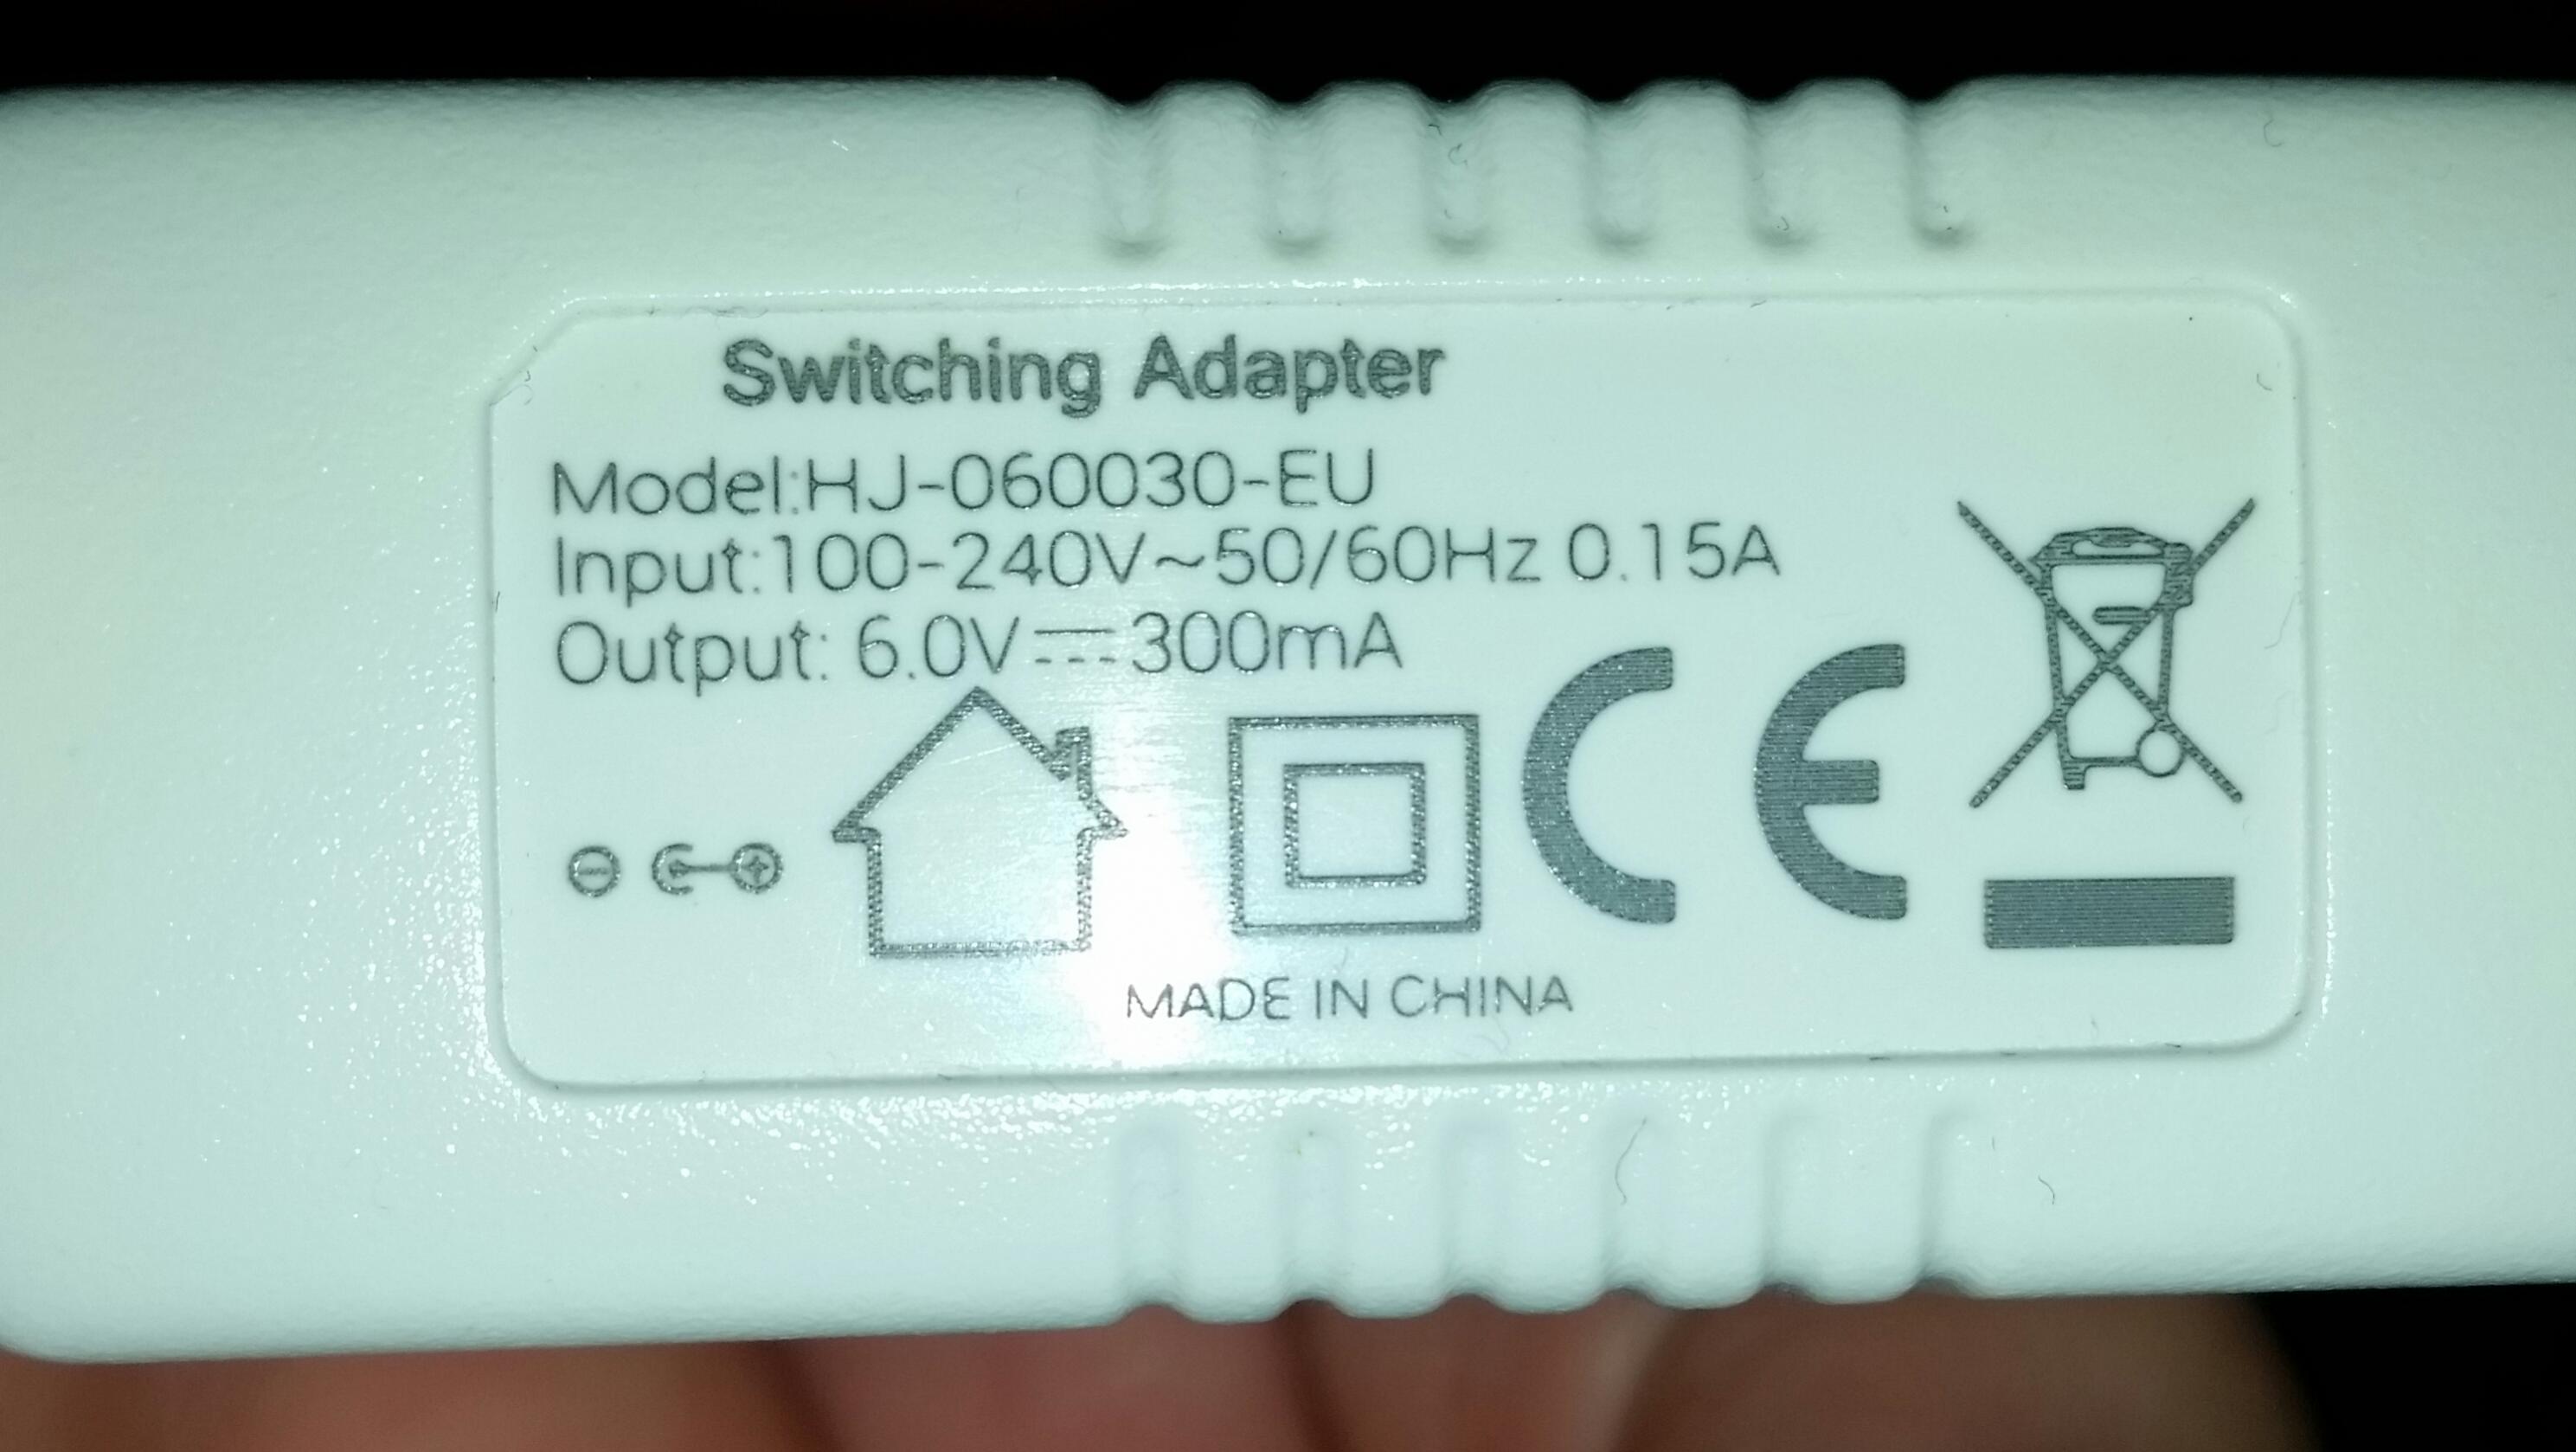 Switching Adapter
Model:HJ-060030-EU
Input:100-240V~50/60Hz 0.15A
Output: 6.0V⎓300mA
CE
MADE IN CHINA